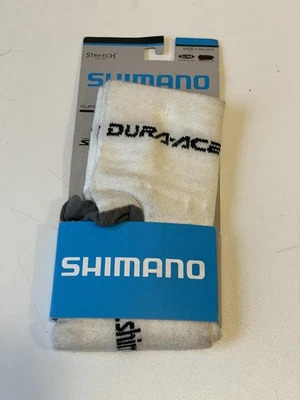 STRETCH
S/M
SHIMANO
DURA-ACE
SHIMANO
.shim